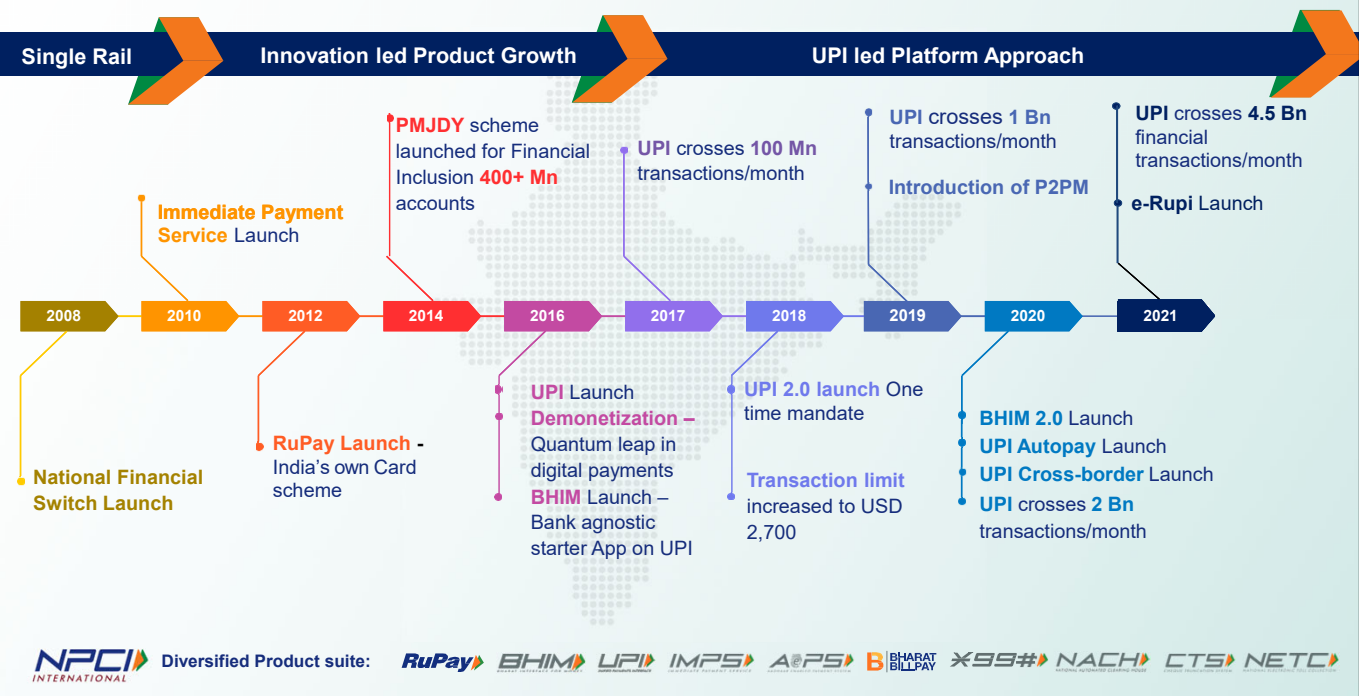 Single Rail
Innovation led Product Growth
UPI led Platform Approach
PMJDY scheme
launched for Financial
Inclusion 400+ Mn
accounts
UPI crosses 100 Mn
transactions/month
UPI crosses 1 Bn
transactions/month
Introduction of P2PM
UPI crosses 4.5 Bn
financial
transactions/month
e-Rupi Launch
Immediate Payment
Service Launch
2008
2010
2012
2014
2016
2017
2018
2019
2020
2021
National Financial
Switch Launch
RuPay Launch -
India's own Card
scheme
UPI Launch
Demonetization –
Quantum leap in
digital payments
BHIM Launch –
Bank agnostic
starter App on UPI
UPI 2.0 launch One
time mandate
Transaction limit
increased to USD
2,700
BHIM 2.0 Launch
UPI Autopay Launch
UPI Cross-border Launch
UPI crosses 2 Bn
transactions/month
NPCI
INTERNATIONAL
Diversified Product suite:
RuPay
BHIM
UPI
IMPS
AePS
B BHARAT
BILLPAY
*99#
NACH
CTS
NETC